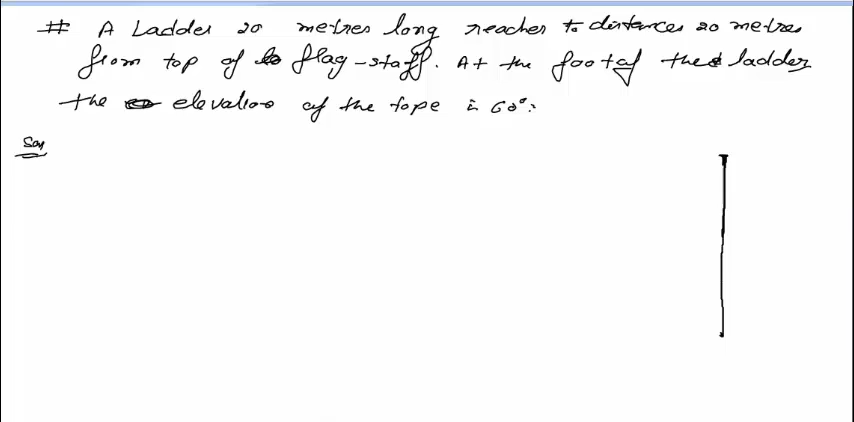 # A Ladder 20 metres long reaches to distances 20 metres
from top of flag-staff. At the foot of the ladder
the elevation of the tope is 60°.
Soln